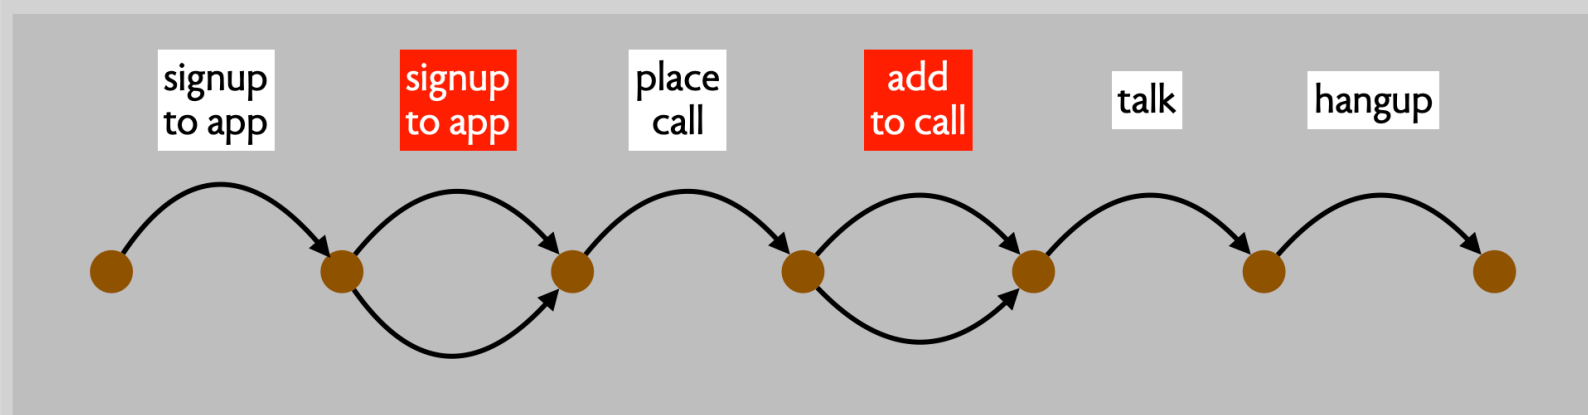 signup
to app
signup
to app
place
call
add
to call
talk
hangup